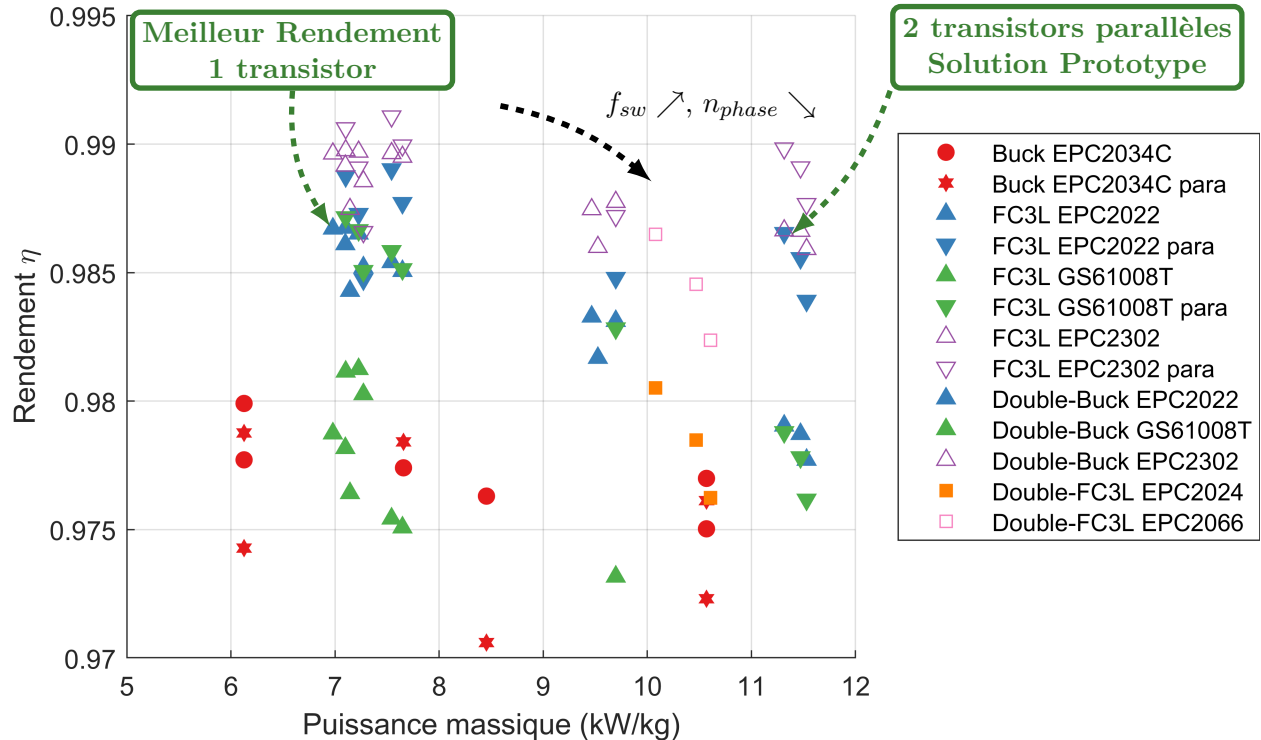 Meilleur Rendement
1 transistor
2 transistors parallèles
Solution Prototype
f_sw ↗, n_phase ↘
0.995
0.99
0.985
0.98
0.975
0.97
Rendement η
5 6 7 8 9 10 11 12
Puissance massique (kW/kg)
Buck EPC2034C
Buck EPC2034C para
FC3L EPC2022
FC3L EPC2022 para
FC3L GS61008T
FC3L GS61008T para
FC3L EPC2302
FC3L EPC2302 para
Double-Buck EPC2022
Double-Buck GS61008T
Double-Buck EPC2302
Double-FC3L EPC2024
Double-FC3L EPC2066